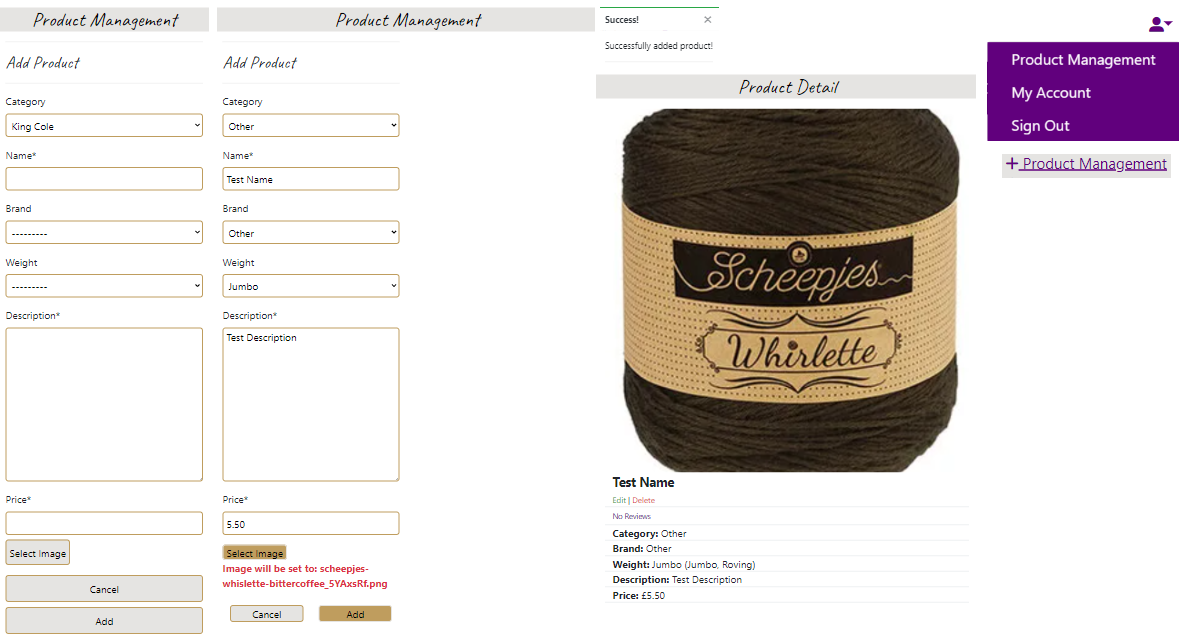 Product Management
Add Product
Category
King Cole
Name*
Brand
---------
Weight
---------
Description*
Price*
Select Image
Cancel
Add
Product Management
Add Product
Category
Other
Name*
Test Name
Brand
Other
Weight
Jumbo
Description*
Test Description
Price*
5.50
Select Image
Image will be set to: scheepjes-
whislette-bittercoffee_5YAxsRf.png
Cancel
Add
Success!
×
Successfully added product!
Product Detail
Scheepjes
Whirlette
Test Name
Edit | Delete
No Reviews
Category: Other
Brand: Other
Weight: Jumbo (Jumbo, Roving)
Description: Test Description
Price: £5.50
Product Management
My Account
Sign Out
+ Product Management